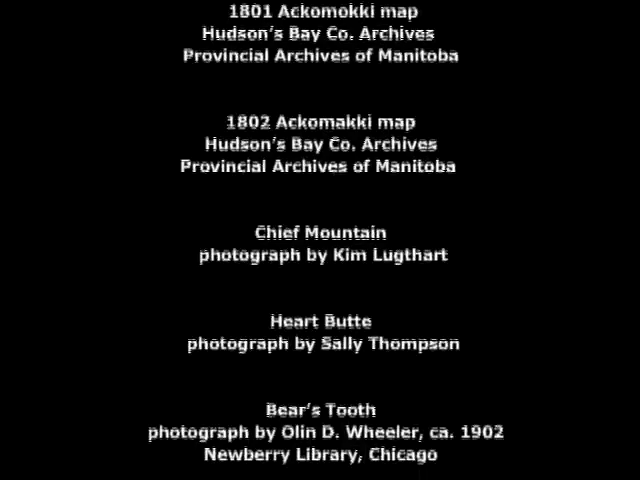 1801 Ackomokki map
Hudson's Bay Co. Archives
Provincial Archives of Manitoba
1802 Ackomakki map
Hudson's Bay Co. Archives
Provincial Archives of Manitoba
Chief Mountain
photograph by Kim Lugthart
Heart Butte
photograph by Sally Thompson
Bear's Tooth
photograph by Olin D. Wheeler, ca. 1902
Newberry Library, Chicago